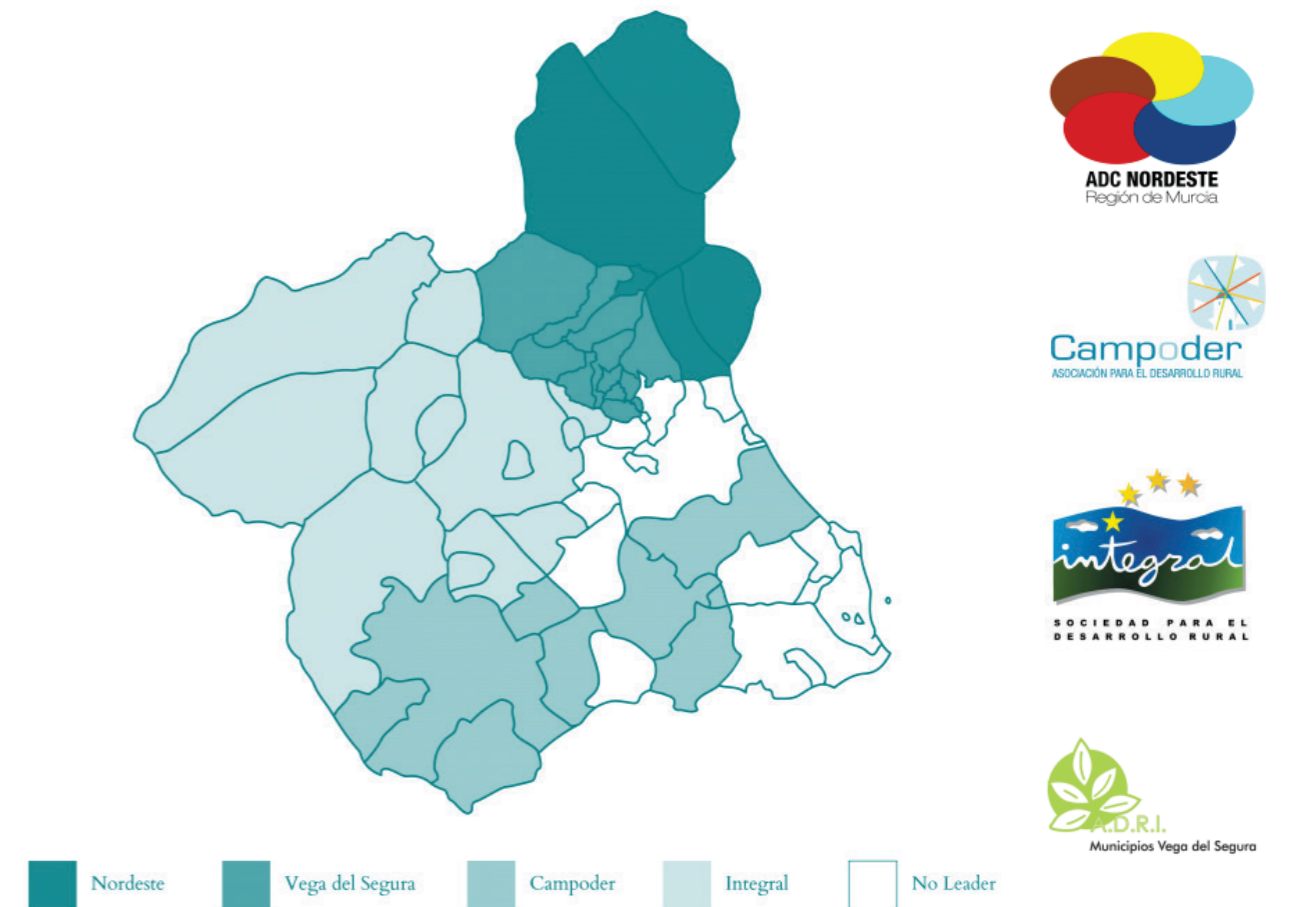 ADC NORDESTE
Región de Murcia
Campoder
ASOCIACIÓN PARA EL DESARROLLO RURAL
integral
SOCIEDAD PARA EL
DESARROLLO RURAL
A.D.R.I.
Municipios Vega del Segura
Nordeste
Vega del Segura
Campoder
Integral
No Leader